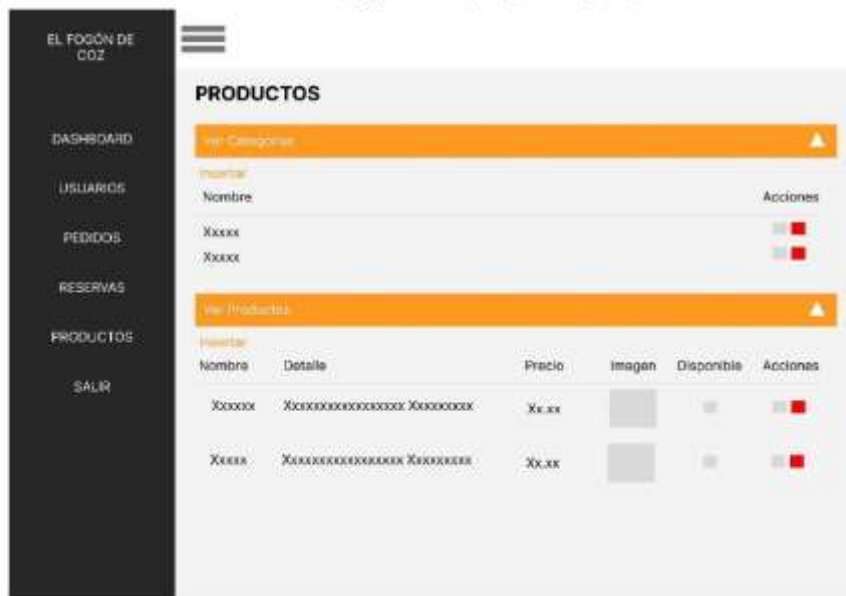 EL FOGÓN DE
COZ
DASHBOARD
USUARIOS
PEDIDOS
RESERVAS
PRODUCTOS
SALIR
PRODUCTOS
Ver Categorias
Insertar
Nombre Acciones
Xxxxx
Xxxxx
Ver Productos
Insertar
Nombre Detalle Precio Imagen Disponible Acciones
Xxxxxx Xxxxxxxxxxxxxxxxx Xxxxxxxxx Xx.xx
Xxxxx Xxxxxxxxxxxxxxxxx Xxxxxxxxx Xx.xx